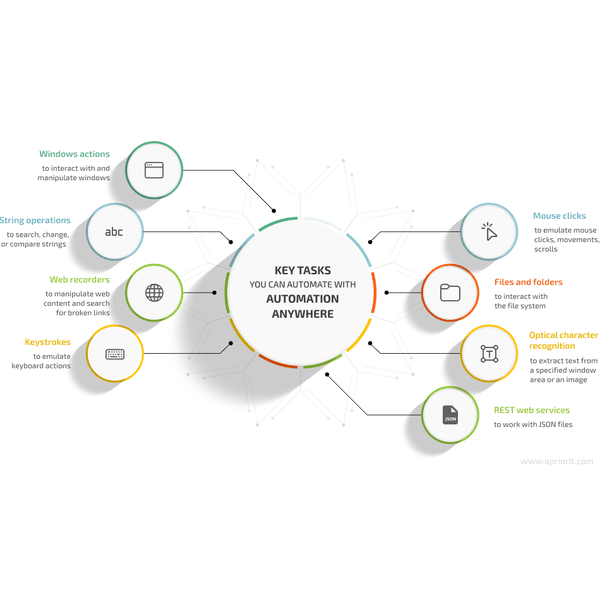 KEY TASKS
YOU CAN AUTOMATE WITH
AUTOMATION
ANYWHERE
Windows actions
to interact with and
manipulate windows
String operations
abc
to search, change,
or compare strings
Web recorders
to manipulate web
content and search
for broken links
Keystrokes
to emulate
keyboard actions
Mouse clicks
to emulate mouse
clicks, movements,
scrolls
Files and folders
to interact with
the file system
Optical character
recognition
T
to extract text from
a specified window
area or an image
REST web services
JSON
to work with JSON files
www.apriorit.com